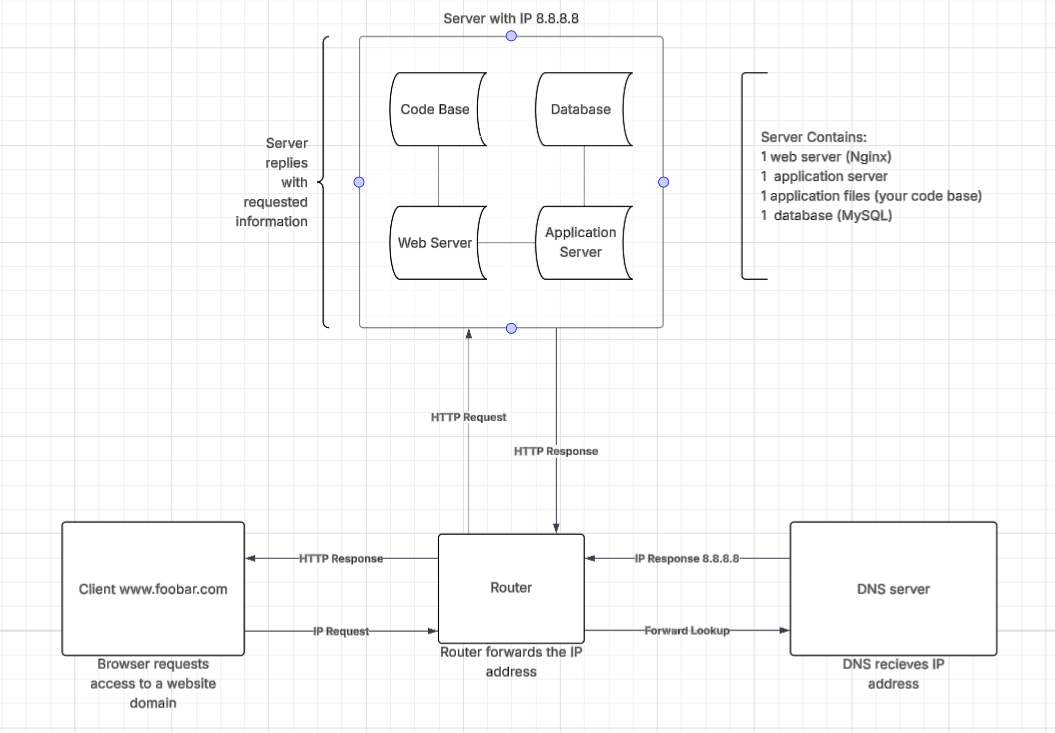 Server with IP 8.8.8.8
Code Base
Database
Server
replies
with
requested
information
Web Server
Application
Server
Server Contains:
1 web server (Nginx)
1 application server
1 application files (your code base)
1 database (MySQL)
HTTP Request
HTTP Response
Client www.foobar.com
HTTP Response
IP Request
Router
IP Response 8.8.8.8
Forward Lookup
DNS server
Browser requests
access to a website
domain
Router forwards the IP
address
DNS recieves IP
address